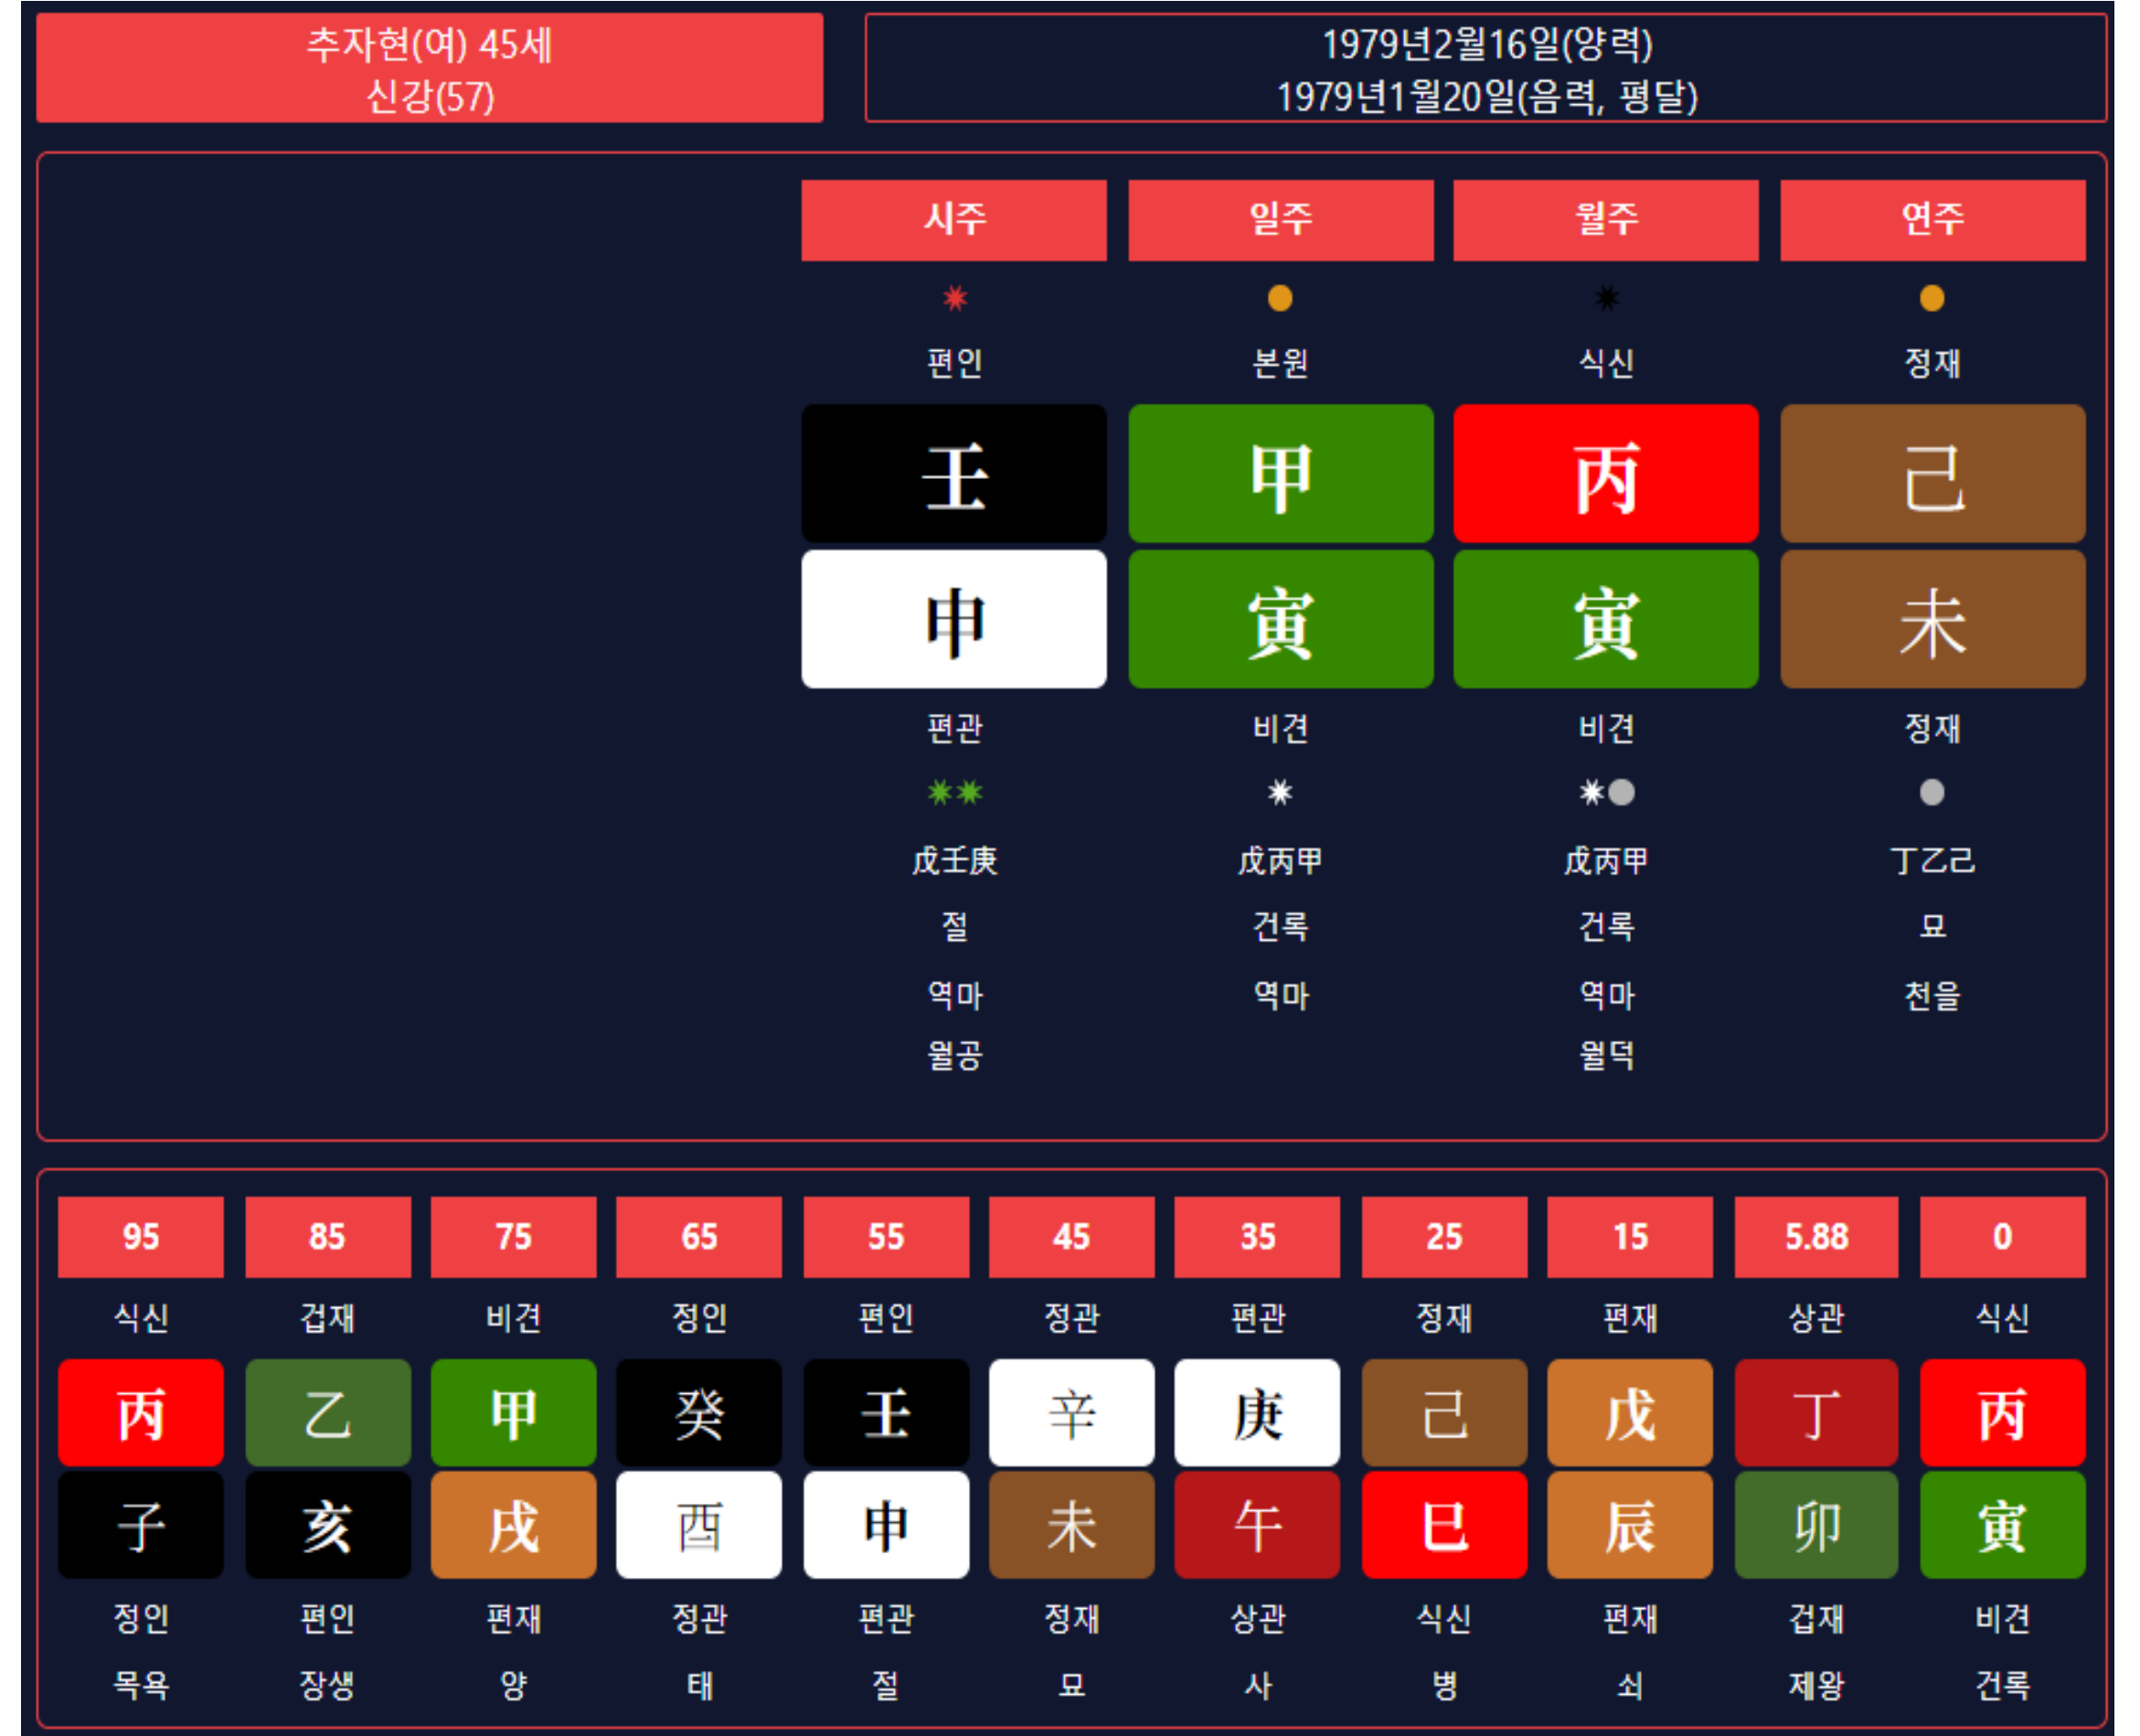 추자현(여) 45세
신강(57)
1979년2월16일(양력)
1979년1월20일(음력, 평달)
시주 일주 월주 연주
편인 본원 식신 정재
壬 甲 丙 己
申 寅 寅 未
편관 비견 비견 정재
戊壬庚 戊丙甲 戊丙甲 丁乙己
절 건록 건록 묘
역마 역마 역마 천을
월공 월덕
95 85 75 65 55 45 35 25 15 5.88 0
식신 겁재 비견 정인 편인 정관 편관 정재 편재 상관 식신
丙 乙 甲 癸 壬 辛 庚 己 戊 丁 丙
子 亥 戌 酉 申 未 午 巳 辰 卯 寅
정인 편인 편재 정관 편관 정재 상관 식신 편재 겁재 비견
목욕 장생 양 태 절 묘 사 병 쇠 제왕 건록